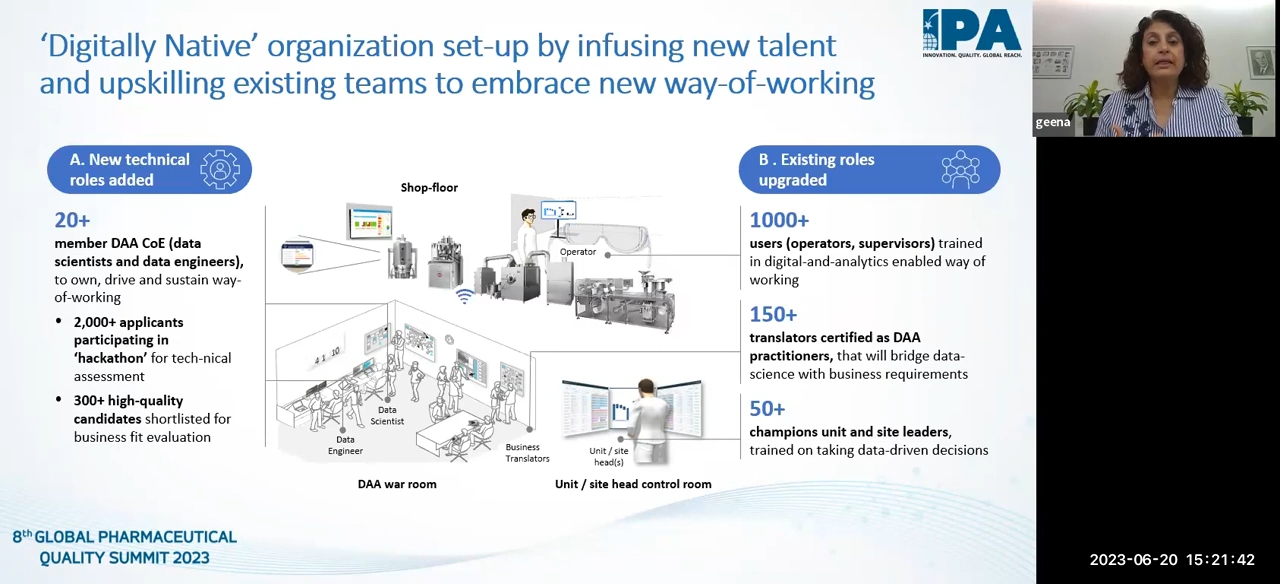 ‘Digitally Native’ organization set-up by infusing new talent
and upskilling existing teams to embrace new way-of-working
IPA
INNOVATION. QUALITY. GLOBAL REACH.
geena
A. New technical
roles added
20+
member DAA CoE (data
scientists and data engineers),
to own, drive and sustain way-
of-working
• 2,000+ applicants
participating in
‘hackathon’ for tech-nical
assessment
• 300+ high-quality
candidates shortlisted for
business fit evaluation
Shop-floor
Operator
4 1 :10
Data
Scientist
Data
Engineer
Business
Translators
DAA war room
Unit / site
head(s)
Unit / site head control room
B . Existing roles
upgraded
1000+
users (operators, supervisors) trained
in digital-and-analytics enabled way of
working
150+
translators certified as DAA
practitioners, that will bridge data-
science with business requirements
50+
champions unit and site leaders,
trained on taking data-driven decisions
8th GLOBAL PHARMACEUTICAL
QUALITY SUMMIT 2023
2023-06-20 15:21:42